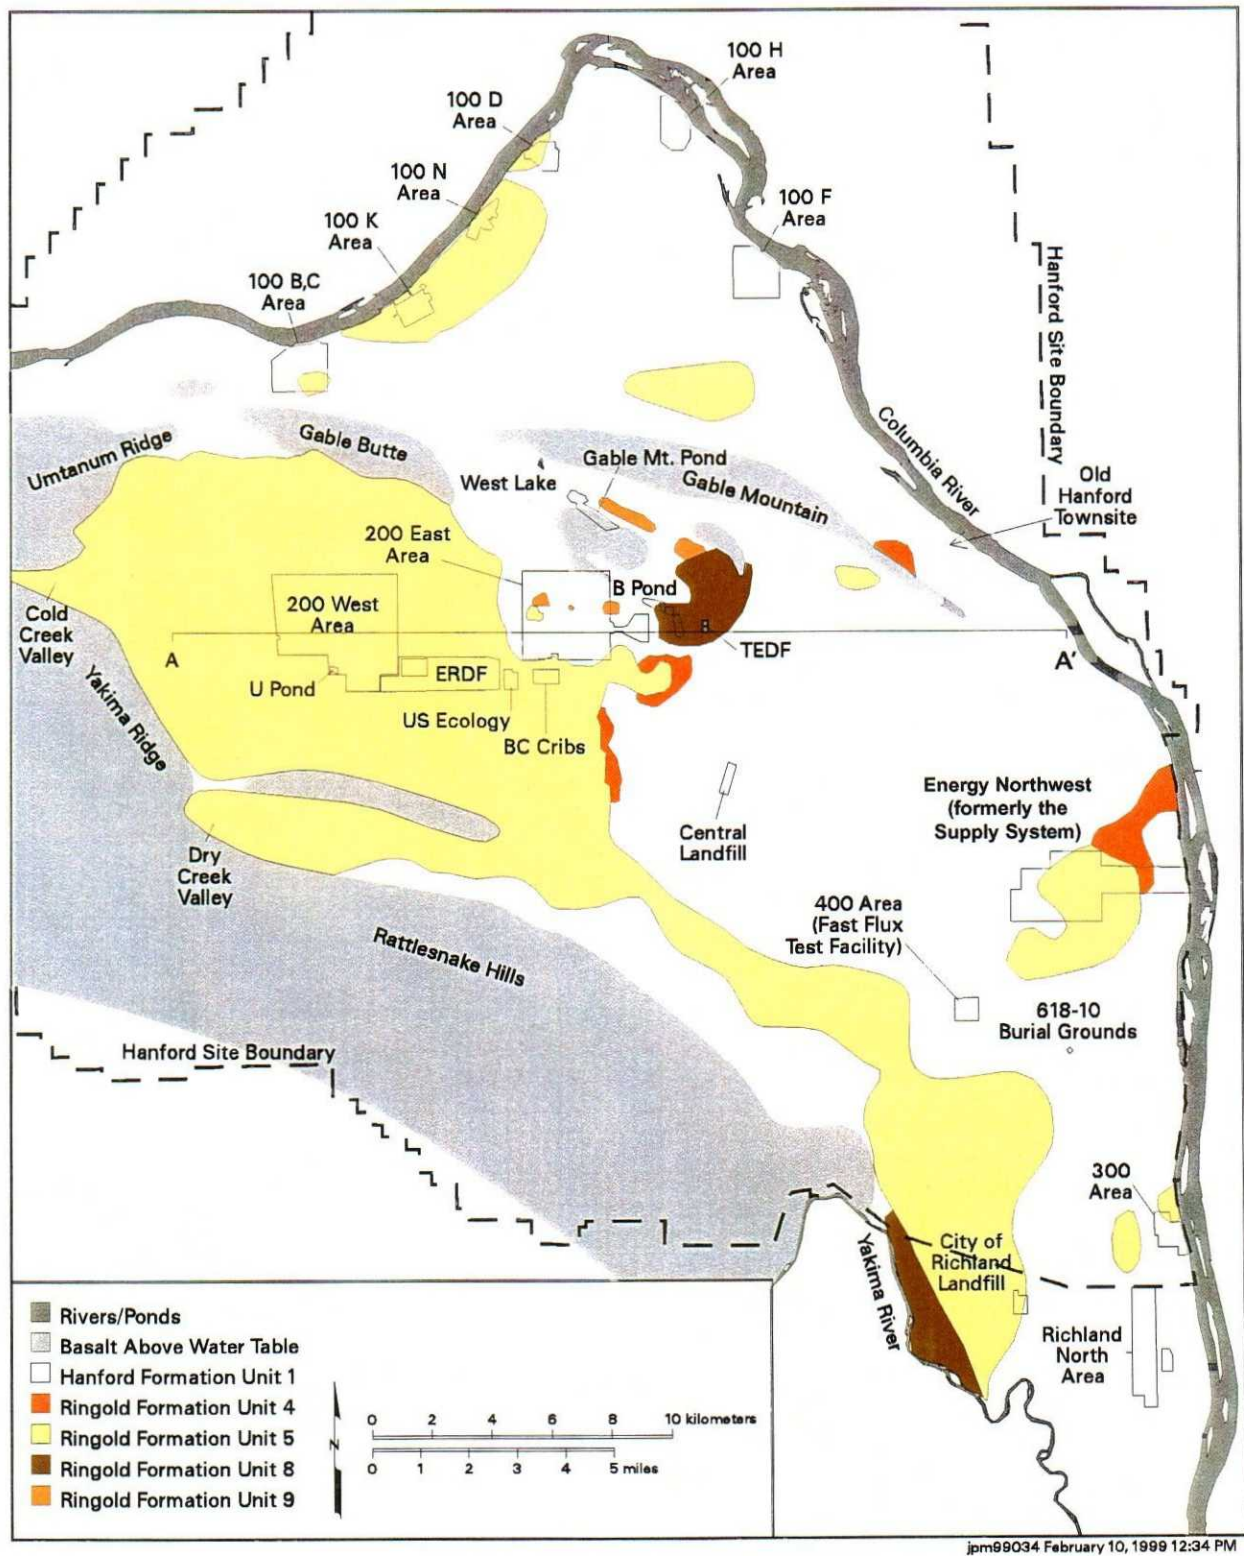 100 H
Area
100 D
Area
100 N
Area
100 F
Area
100 K
Area
100 B,C
Area
Hanford Site Boundary
Columbia River
Umtanum Ridge
Gable Butte
Gable Mt. Pond
West Lake
Gable Mountain
Old
Hanford
Townsite
200 East
Area
B Pond
200 West
Area
8
Cold
Creek
Valley
TEDF
A
A'
U Pond
ERDF
Yakima Ridge
US Ecology
BC Cribs
Energy Northwest
(formerly the
Supply System)
Central
Landfill
Dry
Creek
Valley
400 Area
(Fast Flux
Test Facility)
Rattlesnake Hills
618-10
Burial Grounds
Hanford Site Boundary
300
Area
Yakima River
City of
Richland
Landfill
Richland
North
Area
Rivers/Ponds
Basalt Above Water Table
Hanford Formation Unit 1
Ringold Formation Unit 4
Ringold Formation Unit 5
Ringold Formation Unit 8
Ringold Formation Unit 9
N
0 2 4 6 8 10 kilometers
0 1 2 3 4 5 miles
jpm99034 February 10, 1999 12:34 PM